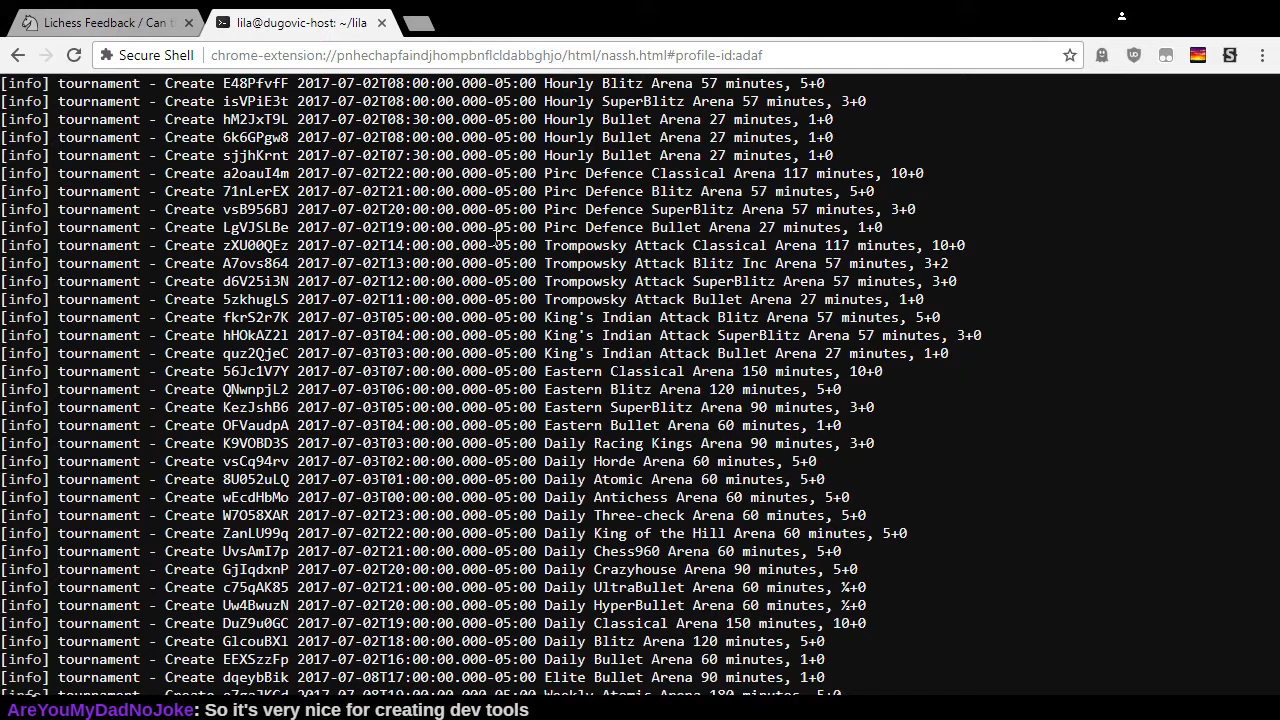 Lichess Feedback / Can t
lila@dugovic-host: ~/lila
Secure Shell chrome-extension://pnhechapfaindjhompbnflcldabbghjo/html/nassh.html#profile-id:adaf
[info] tournament - Create E48PfvfF 2017-07-02T08:00:00.000-05:00 Hourly Blitz Arena 57 minutes, 5+0
[info] tournament - Create isVPiE3t 2017-07-02T08:00:00.000-05:00 Hourly SuperBlitz Arena 57 minutes, 3+0
[info] tournament - Create hM2JxT9L 2017-07-02T08:30:00.000-05:00 Hourly Bullet Arena 27 minutes, 1+0
[info] tournament - Create 6k6GPgw8 2017-07-02T08:00:00.000-05:00 Hourly Bullet Arena 27 minutes, 1+0
[info] tournament - Create sjjhKrnt 2017-07-02T07:30:00.000-05:00 Hourly Bullet Arena 27 minutes, 1+0
[info] tournament - Create a2oauI4m 2017-07-02T22:00:00.000-05:00 Pirc Defence Classical Arena 117 minutes, 10+0
[info] tournament - Create 71nLerEX 2017-07-02T21:00:00.000-05:00 Pirc Defence Blitz Arena 57 minutes, 5+0
[info] tournament - Create vsB956BJ 2017-07-02T20:00:00.000-05:00 Pirc Defence SuperBlitz Arena 57 minutes, 3+0
[info] tournament - Create LgVJSLBe 2017-07-02T19:00:00.000-05:00 Pirc Defence Bullet Arena 27 minutes, 1+0
[info] tournament - Create zXU00QEz 2017-07-02T14:00:00.000-05:00 Trompowsky Attack Classical Arena 117 minutes, 10+0
[info] tournament - Create A7ovs864 2017-07-02T13:00:00.000-05:00 Trompowsky Attack Blitz Inc Arena 57 minutes, 3+2
[info] tournament - Create d6V25i3N 2017-07-02T12:00:00.000-05:00 Trompowsky Attack SuperBlitz Arena 57 minutes, 3+0
[info] tournament - Create 5zkhugLS 2017-07-02T11:00:00.000-05:00 Trompowsky Attack Bullet Arena 27 minutes, 1+0
[info] tournament - Create fkrS2r7K 2017-07-03T05:00:00.000-05:00 King's Indian Attack Blitz Arena 57 minutes, 5+0
[info] tournament - Create hHOkAZ2l 2017-07-03T04:00:00.000-05:00 King's Indian Attack SuperBlitz Arena 57 minutes, 3+0
[info] tournament - Create quz2QjeC 2017-07-03T03:00:00.000-05:00 King's Indian Attack Bullet Arena 27 minutes, 1+0
[info] tournament - Create 56Jc1V7Y 2017-07-03T07:00:00.000-05:00 Eastern Classical Arena 150 minutes, 10+0
[info] tournament - Create QNwnpjL2 2017-07-03T06:00:00.000-05:00 Eastern Blitz Arena 120 minutes, 5+0
[info] tournament - Create KezJshB6 2017-07-03T05:00:00.000-05:00 Eastern SuperBlitz Arena 90 minutes, 3+0
[info] tournament - Create OFVaudpA 2017-07-03T04:00:00.000-05:00 Eastern Bullet Arena 60 minutes, 1+0
[info] tournament - Create K9VOBD3S 2017-07-03T03:00:00.000-05:00 Daily Racing Kings Arena 90 minutes, 3+0
[info] tournament - Create vsCq94rv 2017-07-03T02:00:00.000-05:00 Daily Horde Arena 60 minutes, 5+0
[info] tournament - Create 8U052uLQ 2017-07-03T01:00:00.000-05:00 Daily Atomic Arena 60 minutes, 5+0
[info] tournament - Create wEcdHbMo 2017-07-03T00:00:00.000-05:00 Daily Antichess Arena 60 minutes, 5+0
[info] tournament - Create W7O58XAR 2017-07-02T23:00:00.000-05:00 Daily Three-check Arena 60 minutes, 5+0
[info] tournament - Create ZanLU99q 2017-07-02T22:00:00.000-05:00 Daily King of the Hill Arena 60 minutes, 5+0
[info] tournament - Create UvsAmI7p 2017-07-02T21:00:00.000-05:00 Daily Chess960 Arena 60 minutes, 5+0
[info] tournament - Create GjIqdxnP 2017-07-02T20:00:00.000-05:00 Daily Crazyhouse Arena 90 minutes, 5+0
[info] tournament - Create c75qAK85 2017-07-02T21:00:00.000-05:00 Daily UltraBullet Arena 60 minutes, ¼+0
[info] tournament - Create Uw4BwuzN 2017-07-02T20:00:00.000-05:00 Daily HyperBullet Arena 60 minutes, ½+0
[info] tournament - Create DuZ9u0GC 2017-07-02T19:00:00.000-05:00 Daily Classical Arena 150 minutes, 10+0
[info] tournament - Create GlcouBXl 2017-07-02T18:00:00.000-05:00 Daily Blitz Arena 120 minutes, 5+0
[info] tournament - Create EEXSzzFp 2017-07-02T16:00:00.000-05:00 Daily Bullet Arena 60 minutes, 1+0
[info] tournament - Create dqeybBik 2017-07-08T17:00:00.000-05:00 Elite Bullet Arena 90 minutes, 1+0
[info] tournament - Create 2017-07-08T19:00:00.000-05:00 Weekly Atomic Arena 180 minutes, 5+0
AreYouMyDadNoJoke: So it's very nice for creating dev tools